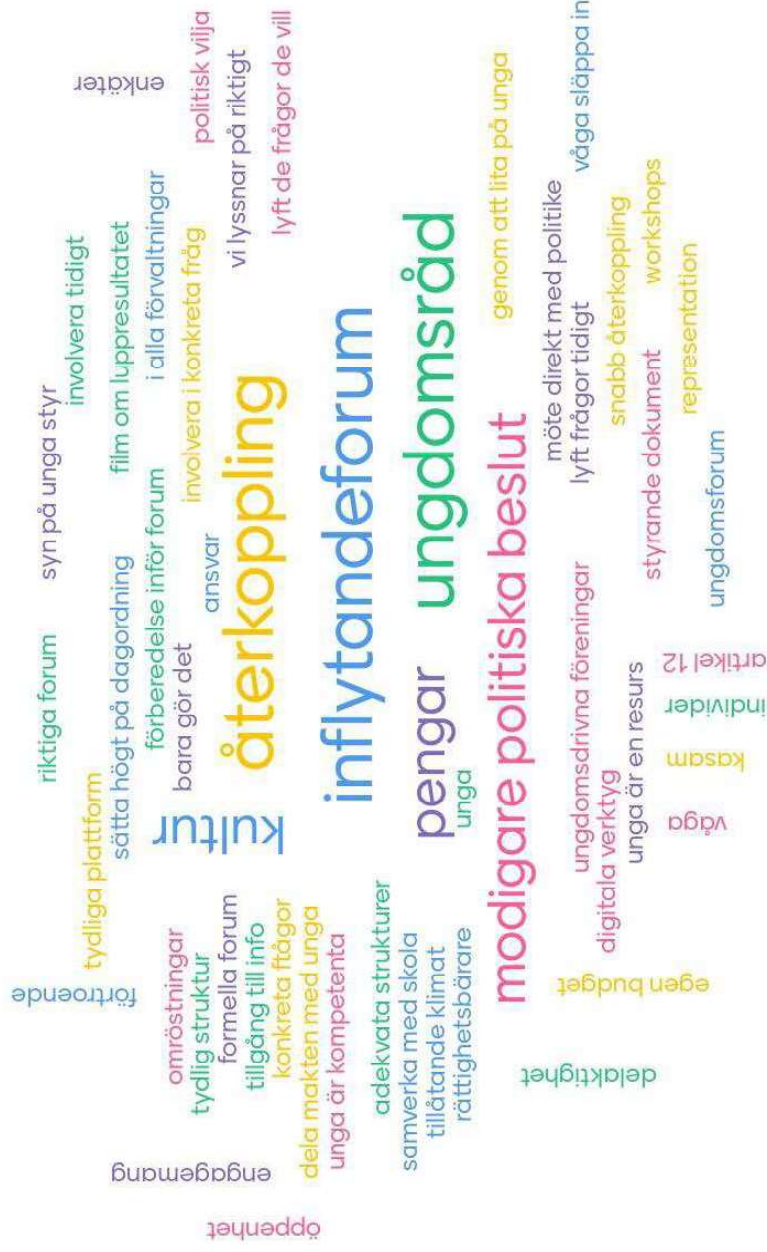 enkäter
politisk vilja
vi lyssnar på riktigt
lyft de frågor de vill
genom att lita på unga
våga släppa in
involvera tidigt
film om luppresultatet
i alla förvaltningar
involvera i konkreta fråg
syn på unga styr
återkoppling
inflytandeforum
ungdomsråd
möte direkt med politike
lyft frågor tidigt
snabb återkoppling
workshops
representation
styrande dokument
ungdomsforum
riktiga forum
sätta högt på dagordning
förberedelse inför forum
bara gör det
ansvar
tydliga plattform
kultur
pengar
unga
modigare politiska beslut
ungdomsdrivna föreningar
digitala verktyg
unga är en resurs
artikel 12
individer
kasam
våga
förtroende
omröstningar
tydlig struktur
formella forum
tillgång till info
konkreta ftågor
dela makten med unga
unga är kompetenta
adekvata strukturer
samverka med skola
tillåtande klimat
rättighetsbärare
egen budget
delaktighet
engagemang
öppenhet